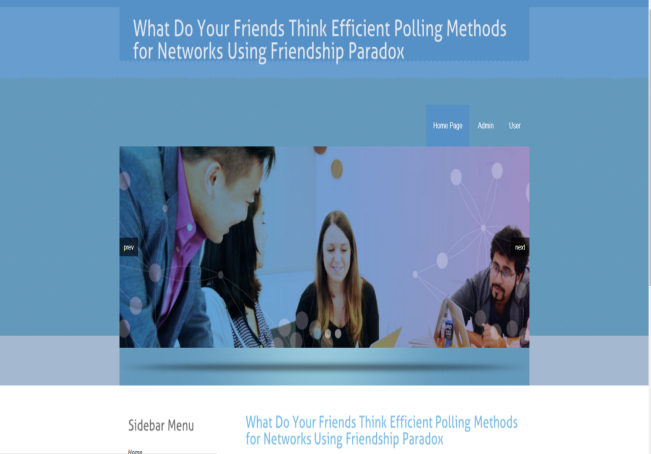 What Do Your Friends Think Efficient Polling Methods
for Networks Using Friendship Paradox
Home Page Admin User
prev next
Sidebar Menu
What Do Your Friends Think Efficient Polling Methods
for Networks Using Friendship Paradox
Home